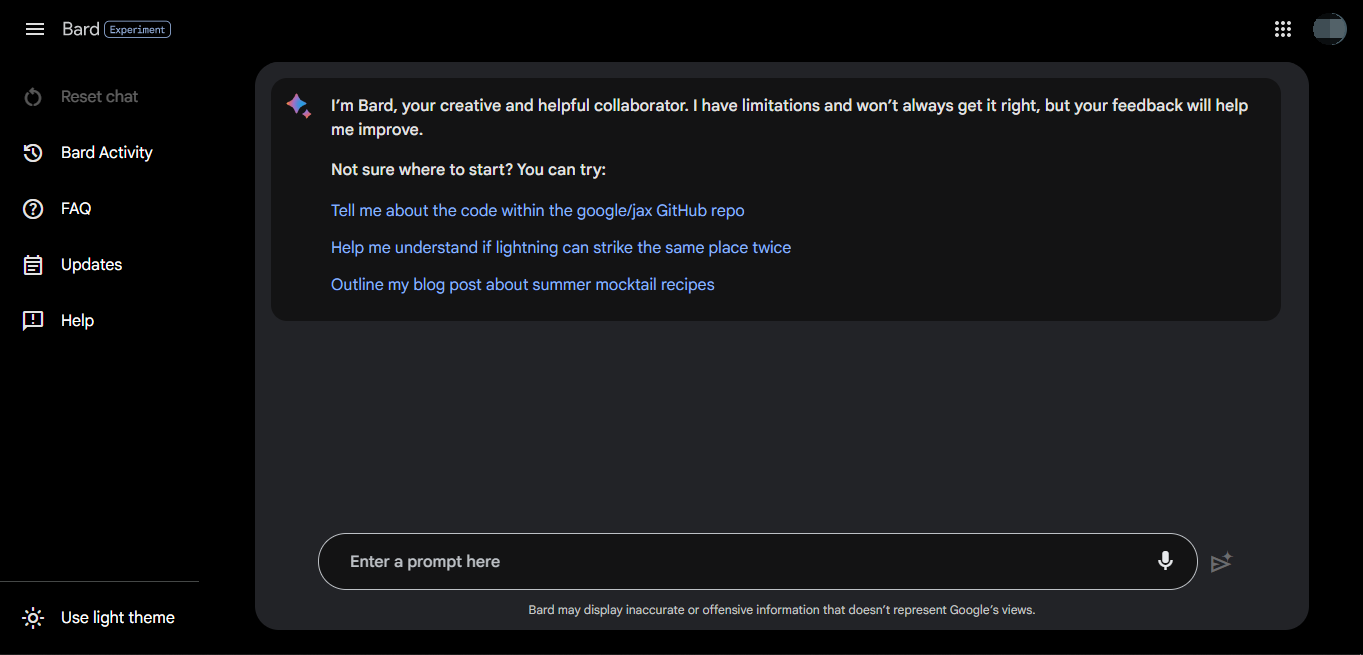 Bard Experiment
Reset chat
Bard Activity
FAQ
Updates
Help
Use light theme
I’m Bard, your creative and helpful collaborator. I have limitations and won’t always get it right, but your feedback will help
me improve.
Not sure where to start? You can try:
Tell me about the code within the google/jax GitHub repo
Help me understand if lightning can strike the same place twice
Outline my blog post about summer mocktail recipes
Enter a prompt here
Bard may display inaccurate or offensive information that doesn’t represent Google’s views.